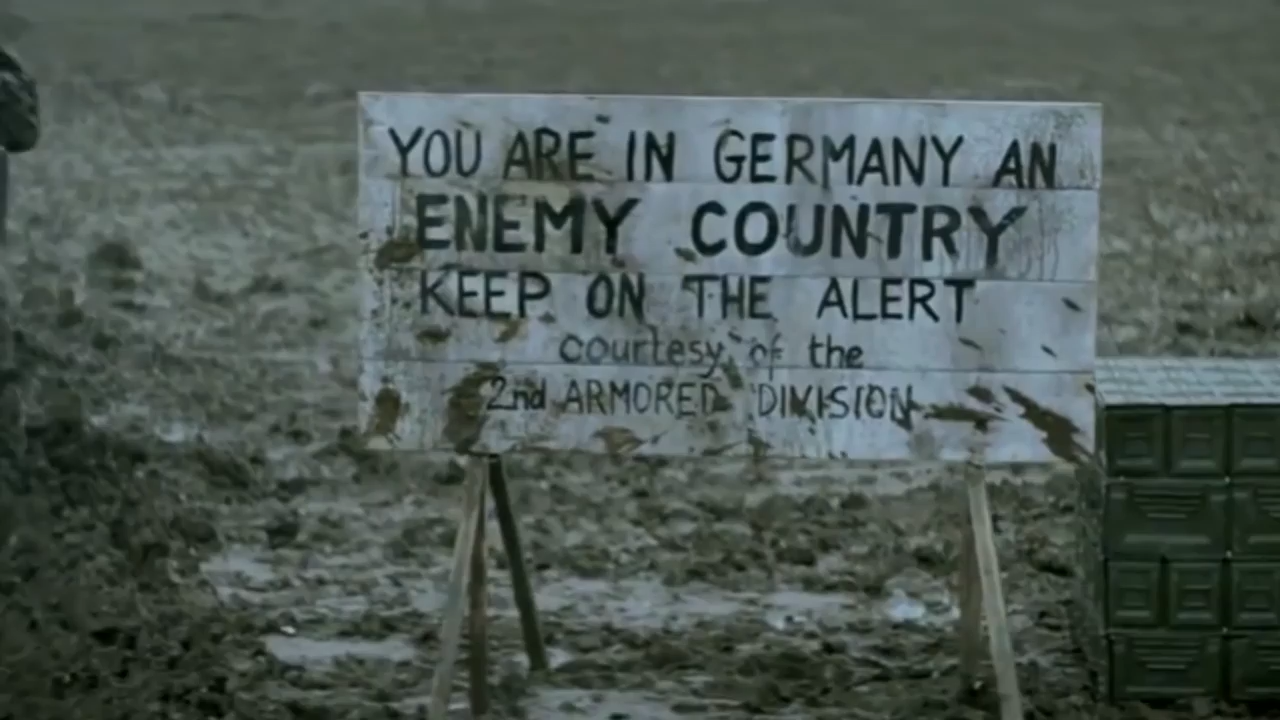 YOU ARE IN GERMANY AN
ENEMY COUNTRY
KEEP ON THE ALERT
courtesy of the
2nd ARMORED DIVISION